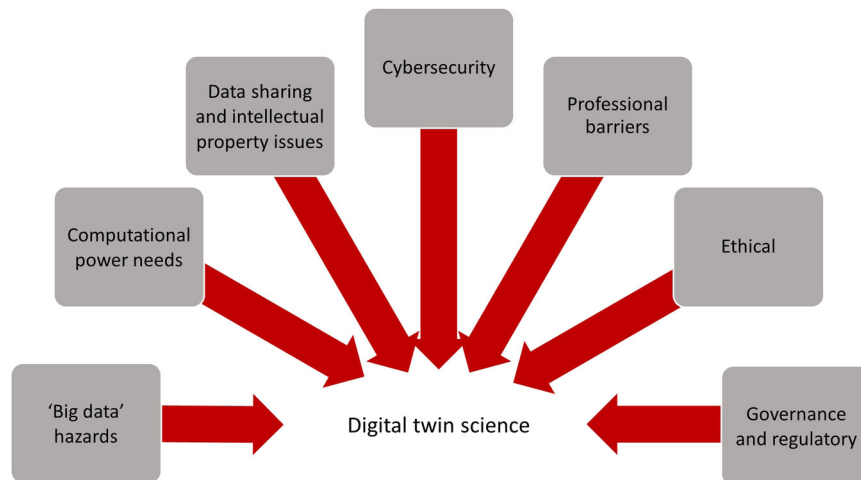 Cybersecurity
Data sharing
and intellectual
property issues
Professional
barriers
Computational
power needs
Ethical
‘Big data’
hazards
Digital twin science
Governance
and regulatory